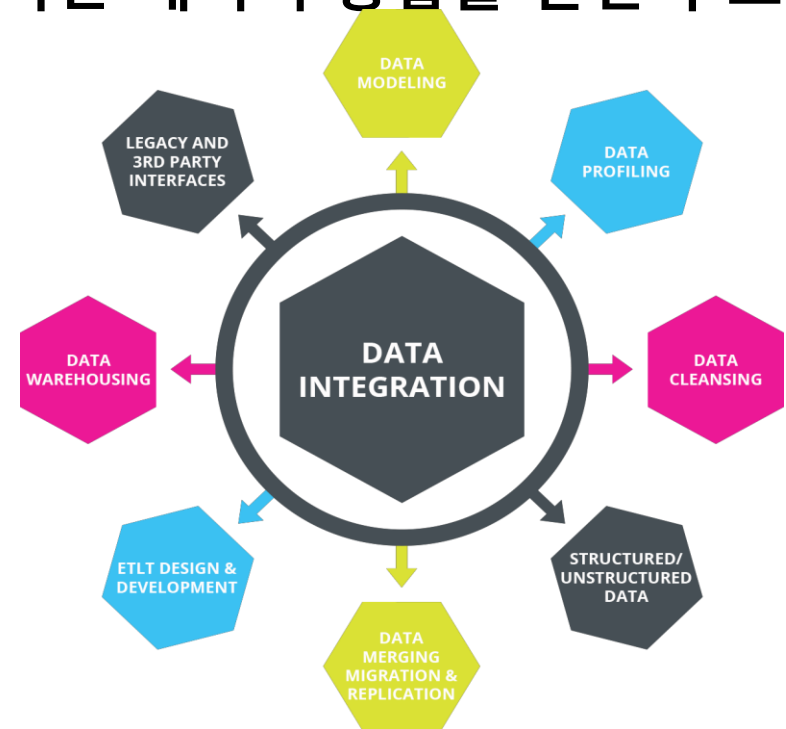 DATA
MODELING
DATA
PROFILING
LEGACY AND
3RD PARTY
INTERFACES
DATA
INTEGRATION
DATA
WAREHOUSING
DATA
CLEANSING
ETLT DESIGN &
DEVELOPMENT
STRUCTURED/
UNSTRUCTURED
DATA
DATA
MERGING
MIGRATION &
REPLICATION